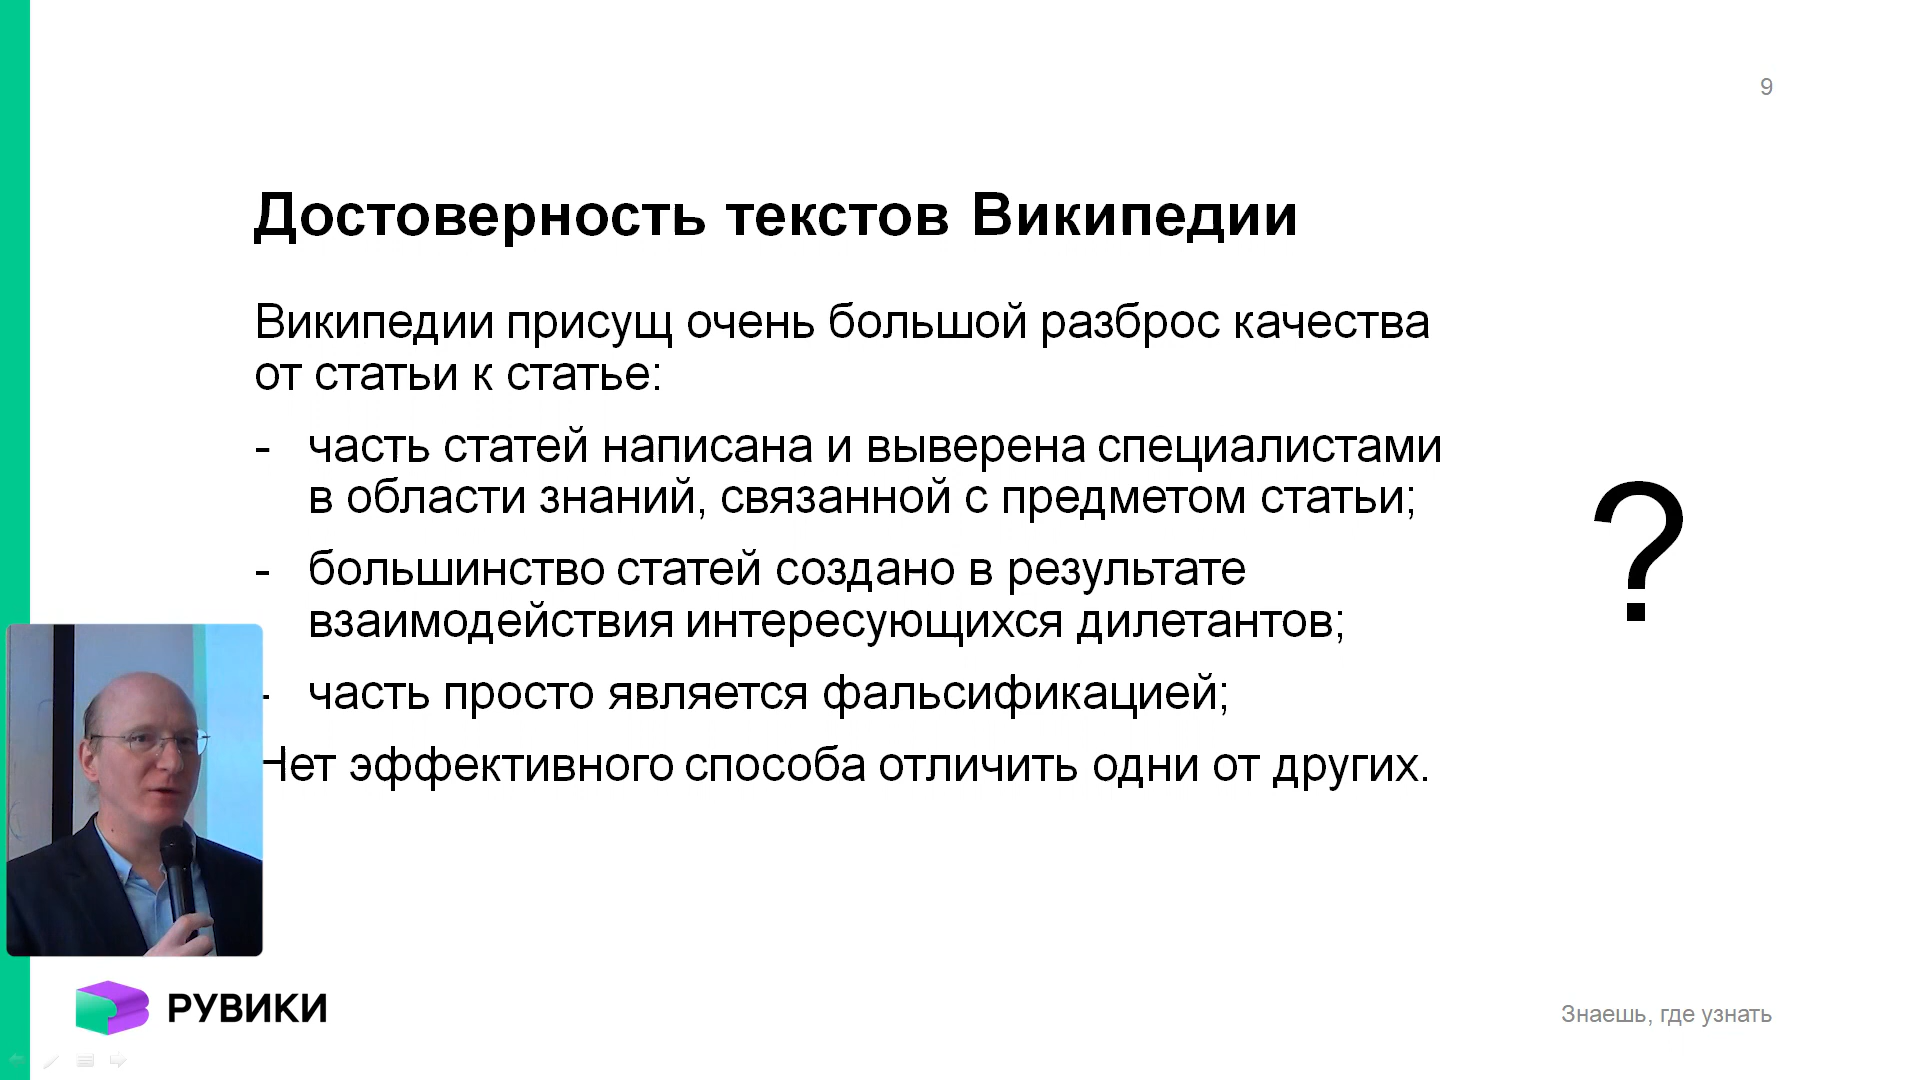 9
Достоверность текстов Википедии
Википедии присущ очень большой разброс качества
от статьи к статье:
- часть статей написана и выверена специалистами
в области знаний, связанной с предметом статьи;
- большинство статей создано в результате
взаимодействия интересующихся дилетантов;
- часть просто является фальсификацией;
Нет эффективного способа отличить одни от других.
?
РУВИКИ
Знаешь, где узнать